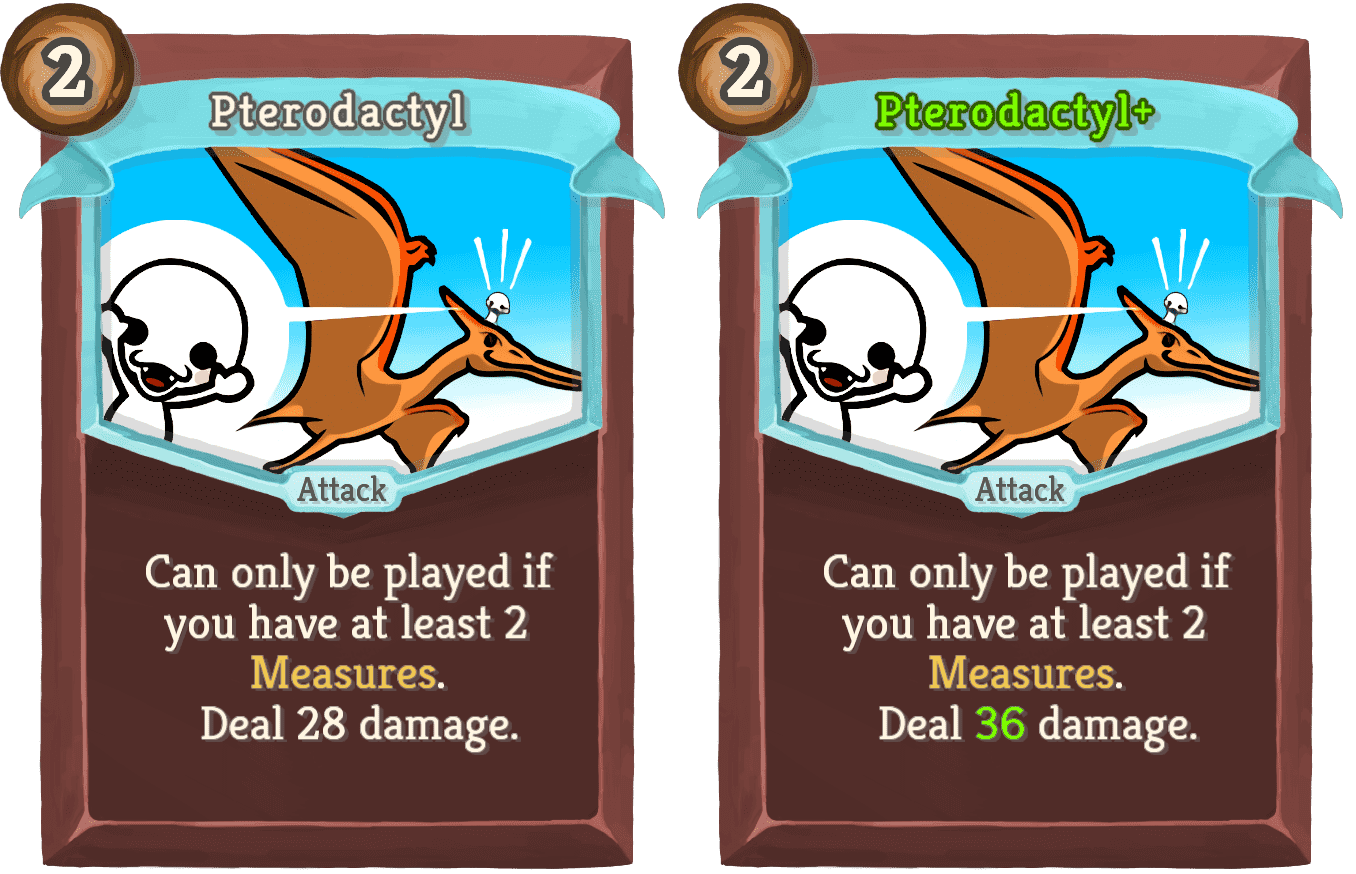 2
Pterodactyl
Attack
Can only be played if
you have at least 2
Measures.
Deal 28 damage.
2
Pterodactyl+
Attack
Can only be played if
you have at least 2
Measures.
Deal 36 damage.